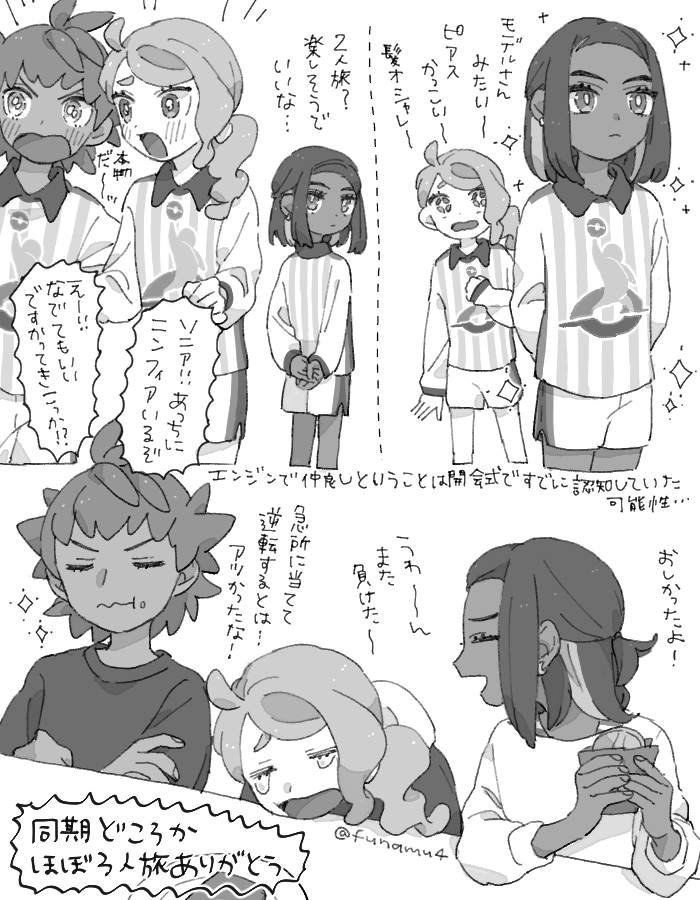 モデルさん
みたい〜
ピアス
かっこい〜
髪オシャレ〜
2人旅?
楽しそうで
いいな…
本物
だ〜ッ
ソニア!!あっちに
ニンフィアいるぞ
えー!!
なでてもいい
ですかってきこっか!?
エンジンで仲良しということは開会式ですでに認知していた
可能性…
おしかったよ!
うわ〜〜ん
また
負けた〜
急所に当てて
逆転するとは…
アツかったな!
@funamu4
同期どころか
ほぼ3人旅ありがとう、